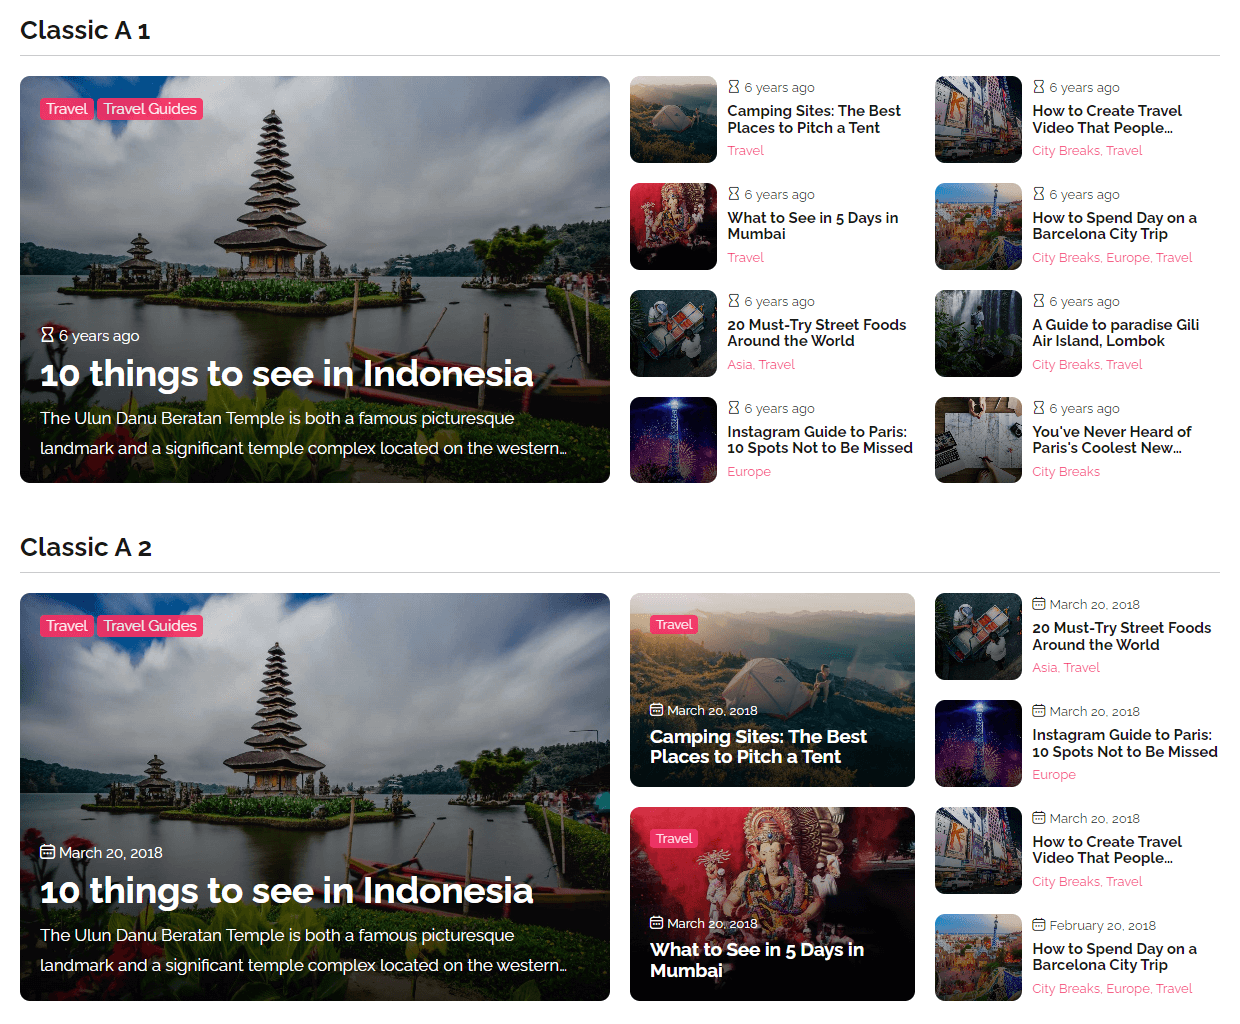 Classic A 1
Travel Travel Guides
6 years ago
10 things to see in Indonesia
The Ulun Danu Beratan Temple is both a famous picturesque
landmark and a significant temple complex located on the western...
6 years ago
Camping Sites: The Best
Places to Pitch a Tent
Travel
6 years ago
What to See in 5 Days in
Mumbai
Travel
6 years ago
20 Must-Try Street Foods
Around the World
Asia, Travel
6 years ago
Instagram Guide to Paris:
10 Spots Not to Be Missed
Europe
6 years ago
How to Create Travel
Video That People...
City Breaks, Travel
6 years ago
How to Spend Day on a
Barcelona City Trip
City Breaks, Europe, Travel
6 years ago
A Guide to paradise Gili
Air Island, Lombok
City Breaks, Travel
6 years ago
You've Never Heard of
Paris's Coolest New...
City Breaks
Classic A 2
Travel Travel Guides
March 20, 2018
10 things to see in Indonesia
The Ulun Danu Beratan Temple is both a famous picturesque
landmark and a significant temple complex located on the western...
Travel
March 20, 2018
Camping Sites: The Best
Places to Pitch a Tent
Travel
March 20, 2018
What to See in 5 Days in
Mumbai
March 20, 2018
20 Must-Try Street Foods
Around the World
Asia, Travel
March 20, 2018
Instagram Guide to Paris:
10 Spots Not to Be Missed
Europe
March 20, 2018
How to Create Travel
Video That People...
City Breaks, Travel
February 20, 2018
How to Spend Day on a
Barcelona City Trip
City Breaks, Europe, Travel